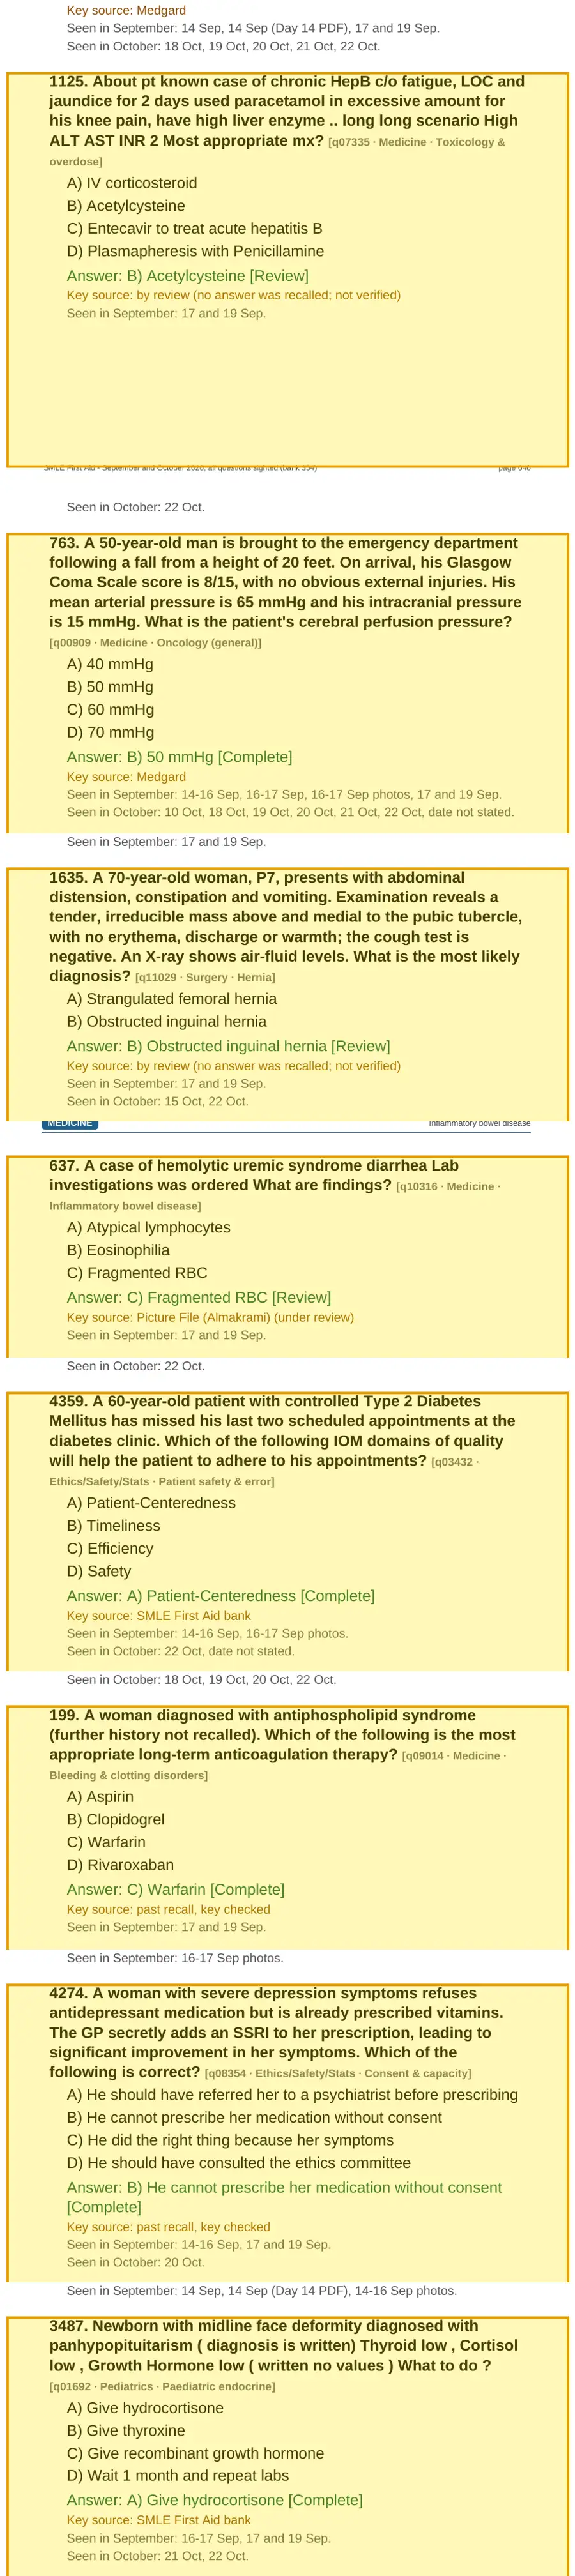 Key source: Medgard
Seen in September: 14 Sep, 14 Sep (Day 14 PDF), 17 and 19 Sep.
Seen in October: 18 Oct, 19 Oct, 20 Oct, 21 Oct, 22 Oct.
1125. About pt known case of chronic HepB c/o fatigue, LOC and
jaundice for 2 days used paracetamol in excessive amount for
his knee pain, have high liver enzyme .. long long scenario High
ALT AST INR 2 Most appropriate mx? [q07335 · Medicine · Toxicology &
overdose]
A) IV corticosteroid
B) Acetylcysteine
C) Entecavir to treat acute hepatitis B
D) Plasmapheresis with Penicillamine
Answer: B) Acetylcysteine [Review]
Key source: by review (no answer was recalled; not verified)
Seen in September: 17 and 19 Sep.
Seen in October: 22 Oct.
763. A 50-year-old man is brought to the emergency department
following a fall from a height of 20 feet. On arrival, his Glasgow
Coma Scale score is 8/15, with no obvious external injuries. His
mean arterial pressure is 65 mmHg and his intracranial pressure
is 15 mmHg. What is the patient's cerebral perfusion pressure?
[q00909 · Medicine · Oncology (general)]
A) 40 mmHg
B) 50 mmHg
C) 60 mmHg
D) 70 mmHg
Answer: B) 50 mmHg [Complete]
Key source: Medgard
Seen in September: 14-16 Sep, 16-17 Sep, 16-17 Sep photos, 17 and 19 Sep.
Seen in October: 10 Oct, 18 Oct, 19 Oct, 20 Oct, 21 Oct, 22 Oct, date not stated.
Seen in September: 17 and 19 Sep.
1635. A 70-year-old woman, P7, presents with abdominal
distension, constipation and vomiting. Examination reveals a
tender, irreducible mass above and medial to the pubic tubercle,
with no erythema, discharge or warmth; the cough test is
negative. An X-ray shows air-fluid levels. What is the most likely
diagnosis? [q11029 · Surgery · Hernia]
A) Strangulated femoral hernia
B) Obstructed inguinal hernia
Answer: B) Obstructed inguinal hernia [Review]
Key source: by review (no answer was recalled; not verified)
Seen in September: 17 and 19 Sep.
Seen in October: 15 Oct, 22 Oct.
MEDICINE Inflammatory bowel disease
637. A case of hemolytic uremic syndrome diarrhea Lab
investigations was ordered What are findings? [q10316 · Medicine ·
Inflammatory bowel disease]
A) Atypical lymphocytes
B) Eosinophilia
C) Fragmented RBC
Answer: C) Fragmented RBC [Review]
Key source: Picture File (Almakrami) (under review)
Seen in September: 17 and 19 Sep.
Seen in October: 22 Oct.
4359. A 60-year-old patient with controlled Type 2 Diabetes
Mellitus has missed his last two scheduled appointments at the
diabetes clinic. Which of the following IOM domains of quality
will help the patient to adhere to his appointments? [q03432 ·
Ethics/Safety/Stats · Patient safety & error]
A) Patient-Centeredness
B) Timeliness
C) Efficiency
D) Safety
Answer: A) Patient-Centeredness [Complete]
Key source: SMLE First Aid bank
Seen in September: 14-16 Sep, 16-17 Sep photos.
Seen in October: 22 Oct, date not stated.
Seen in October: 18 Oct, 19 Oct, 20 Oct, 22 Oct.
199. A woman diagnosed with antiphospholipid syndrome
(further history not recalled). Which of the following is the most
appropriate long-term anticoagulation therapy? [q09014 · Medicine ·
Bleeding & clotting disorders]
A) Aspirin
B) Clopidogrel
C) Warfarin
D) Rivaroxaban
Answer: C) Warfarin [Complete]
Key source: past recall, key checked
Seen in September: 17 and 19 Sep.
Seen in September: 16-17 Sep photos.
4274. A woman with severe depression symptoms refuses
antidepressant medication but is already prescribed vitamins.
The GP secretly adds an SSRI to her prescription, leading to
significant improvement in her symptoms. Which of the
following is correct? [q08354 · Ethics/Safety/Stats · Consent & capacity]
A) He should have referred her to a psychiatrist before prescribing
B) He cannot prescribe her medication without consent
C) He did the right thing because her symptoms
D) He should have consulted the ethics committee
Answer: B) He cannot prescribe her medication without consent
[Complete]
Key source: past recall, key checked
Seen in September: 14-16 Sep, 17 and 19 Sep.
Seen in October: 20 Oct.
Seen in September: 14 Sep, 14 Sep (Day 14 PDF), 14-16 Sep photos.
3487. Newborn with midline face deformity diagnosed with
panhypopituitarism ( diagnosis is written) Thyroid low , Cortisol
low , Growth Hormone low ( written no values ) What to do ?
[q01692 · Pediatrics · Paediatric endocrine]
A) Give hydrocortisone
B) Give thyroxine
C) Give recombinant growth hormone
D) Wait 1 month and repeat labs
Answer: A) Give hydrocortisone [Complete]
Key source: SMLE First Aid bank
Seen in September: 16-17 Sep, 17 and 19 Sep.
Seen in October: 21 Oct, 22 Oct.